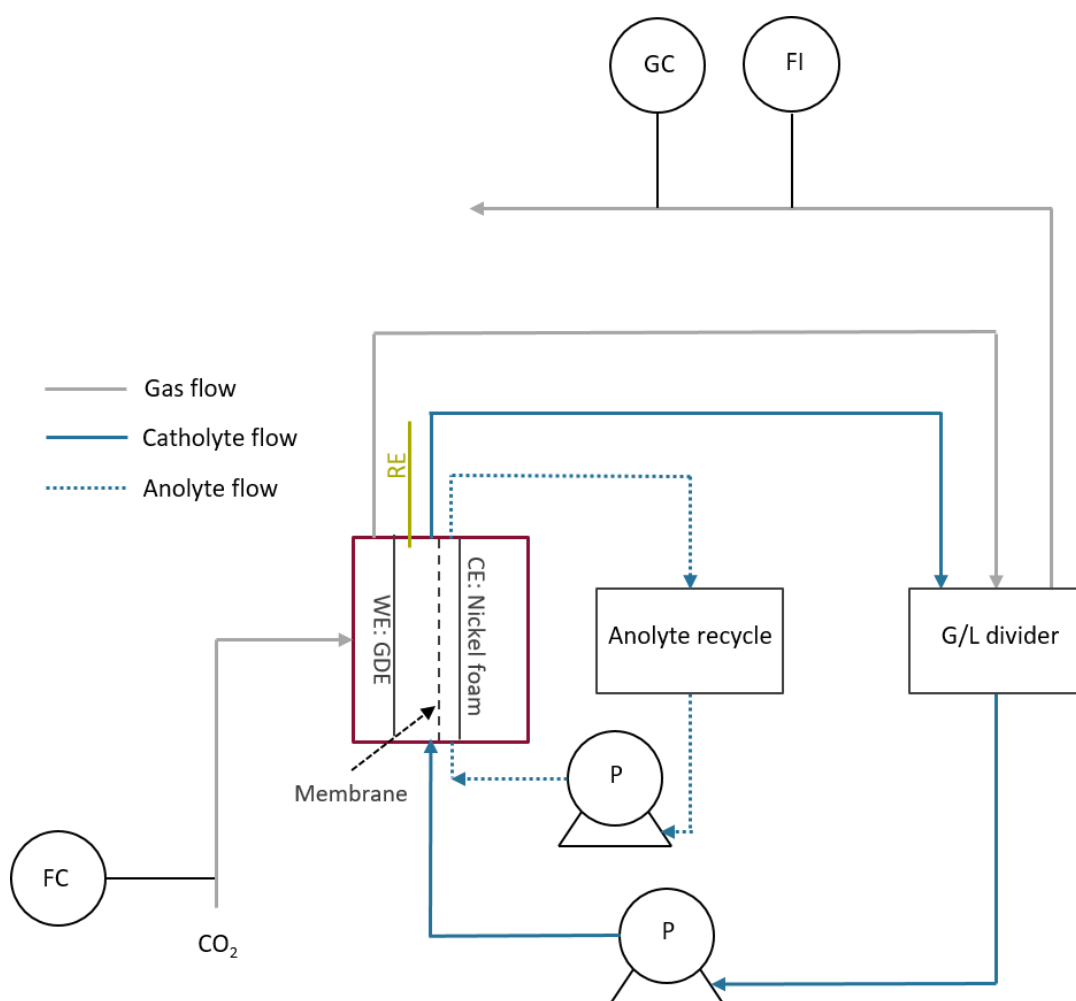 GC
FI
Gas flow
Catholyte flow
Anolyte flow
RE
WE: GDE
CE: Nickel foam
Anolyte recycle
G/L divider
Membrane
P
FC
P
CO₂